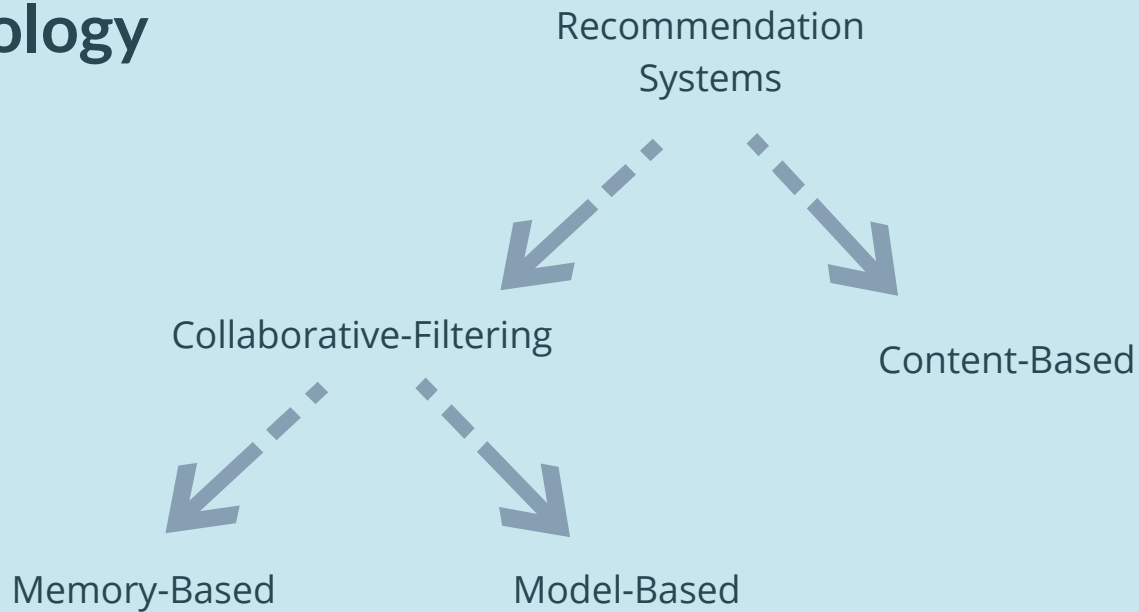 ology
Recommendation
Systems
Collaborative-Filtering
Content-Based
Memory-Based
Model-Based